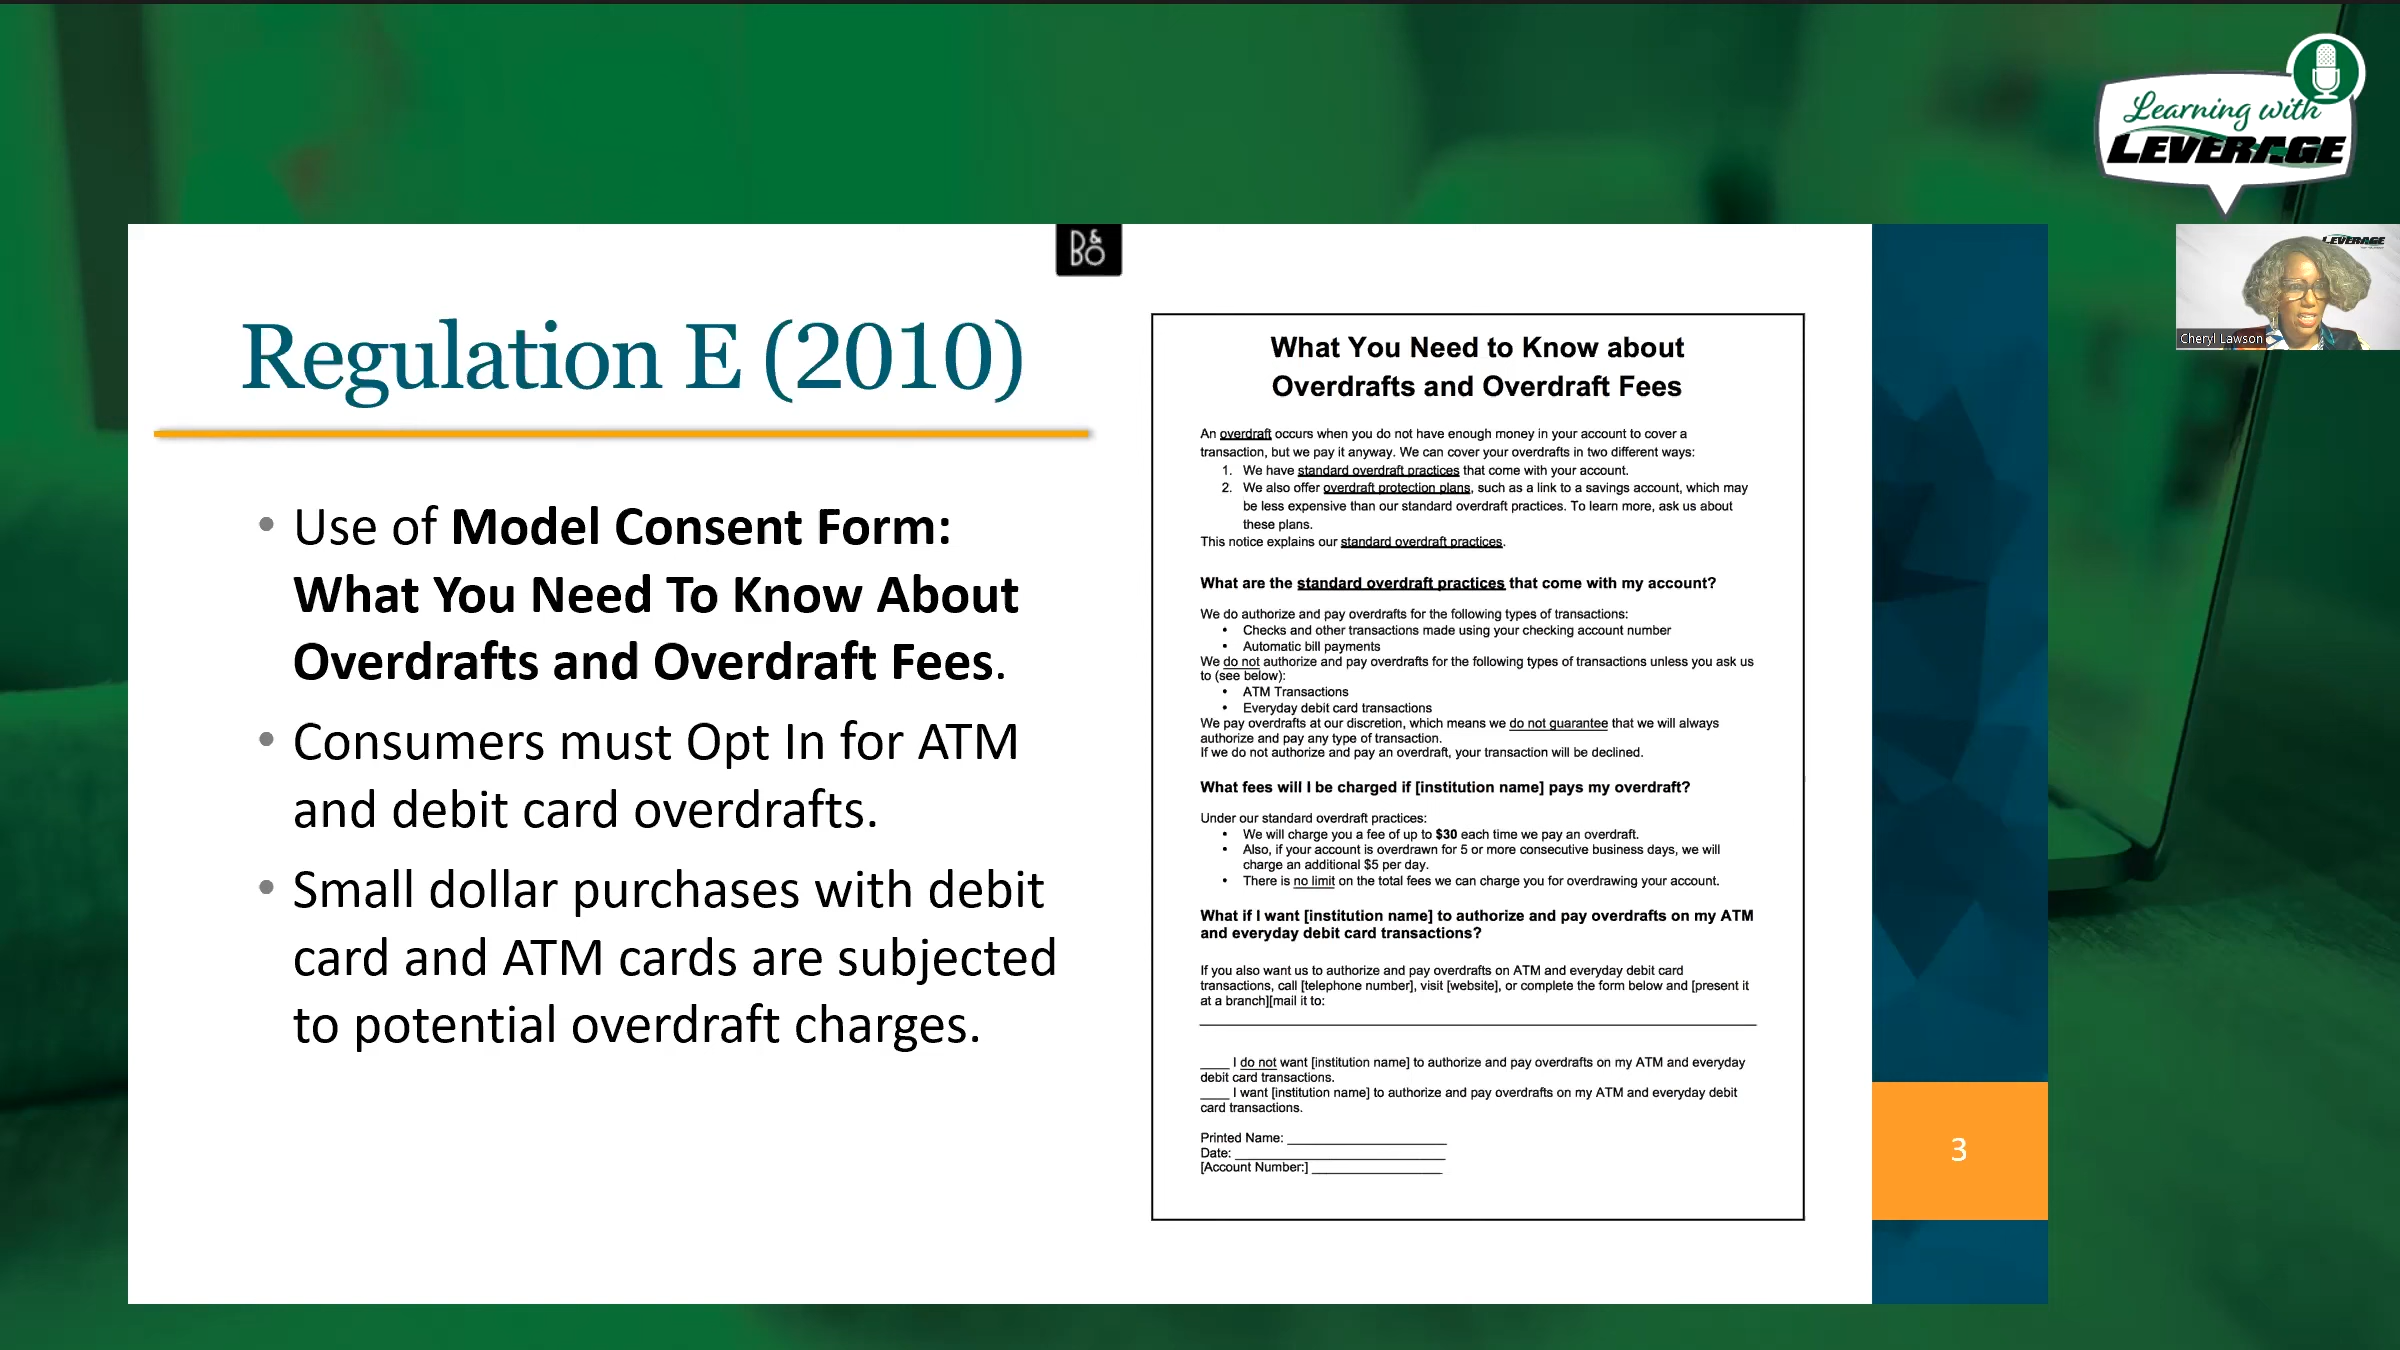 Learning with
LEVERAGE
B&O
LEVERAGE
Cheryl Lawson
Regulation E (2010)
• Use of Model Consent Form:
What You Need To Know About
Overdrafts and Overdraft Fees.
• Consumers must Opt In for ATM
and debit card overdrafts.
• Small dollar purchases with debit
card and ATM cards are subjected
to potential overdraft charges.
What You Need to Know about
Overdrafts and Overdraft Fees
An overdraft occurs when you do not have enough money in your account to cover a
transaction, but we pay it anyway. We can cover your overdrafts in two different ways:
1. We have standard overdraft practices that come with your account.
2. We also offer overdraft protection plans, such as a link to a savings account, which may
be less expensive than our standard overdraft practices. To learn more, ask us about
these plans.
This notice explains our standard overdraft practices.
What are the standard overdraft practices that come with my account?
We do authorize and pay overdrafts for the following types of transactions:
• Checks and other transactions made using your checking account number
• Automatic bill payments
We do not authorize and pay overdrafts for the following types of transactions unless you ask us
to (see below):
• ATM Transactions
• Everyday debit card transactions
We pay overdrafts at our discretion, which means we do not guarantee that we will always
authorize and pay any type of transaction.
If we do not authorize and pay an overdraft, your transaction will be declined.
What fees will I be charged if [institution name] pays my overdraft?
Under our standard overdraft practices:
• We will charge you a fee of up to $30 each time we pay an overdraft.
• Also, if your account is overdrawn for 5 or more consecutive business days, we will
charge an additional $5 per day.
• There is no limit on the total fees we can charge you for overdrawing your account.
What if I want [institution name] to authorize and pay overdrafts on my ATM
and everyday debit card transactions?
If you also want us to authorize and pay overdrafts on ATM and everyday debit card
transactions, call [telephone number], visit [website], or complete the form below and [present it
at a branch][mail it to:
____ I do not want [institution name] to authorize and pay overdrafts on my ATM and everyday
debit card transactions.
____ I want [institution name] to authorize and pay overdrafts on my ATM and everyday debit
card transactions.
Printed Name: ______________________
Date: _____________________________
[Account Number:] __________________
3